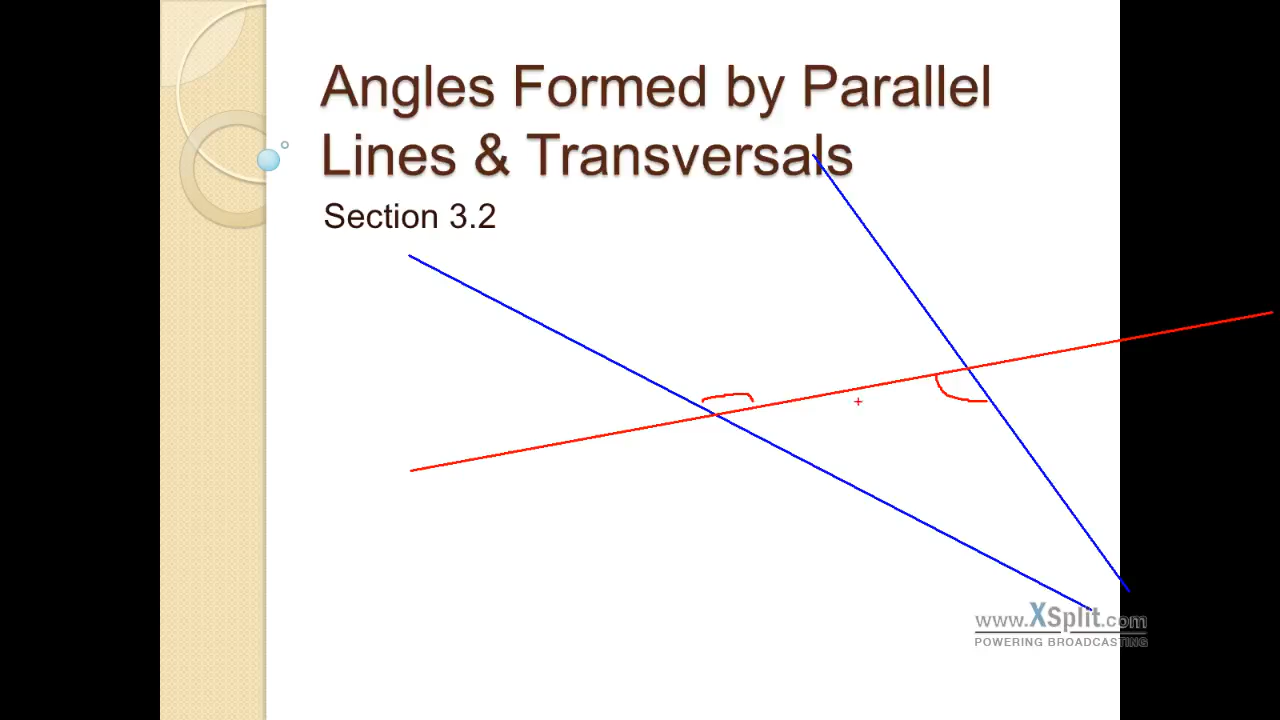 Angles Formed by Parallel
Lines & Transversals
Section 3.2
www.XSplit.com
POWERING BROADCASTING